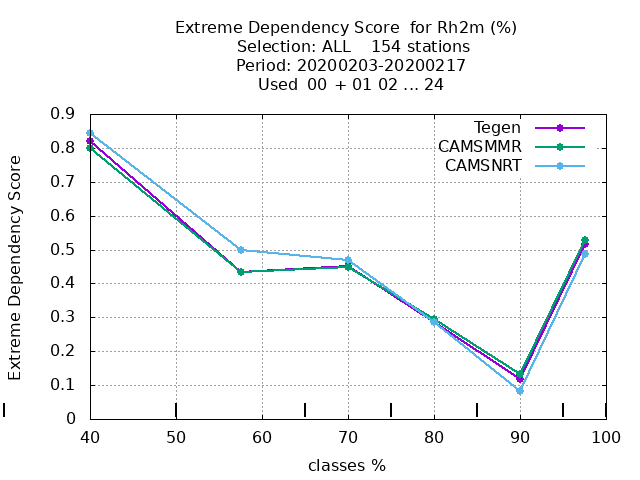 Extreme Dependency Score  for Rh2m (%)
Selection: ALL    154 stations
Period: 20200203-20200217
Used  00  + 01 02 ... 24
Tegen
CAMSMMR
CAMSNRT
0.9
0.8
0.7
0.6
0.5
0.4
0.3
0.2
0.1
0
Extreme Dependency Score
40 50 60 70 80 90 100
classes %